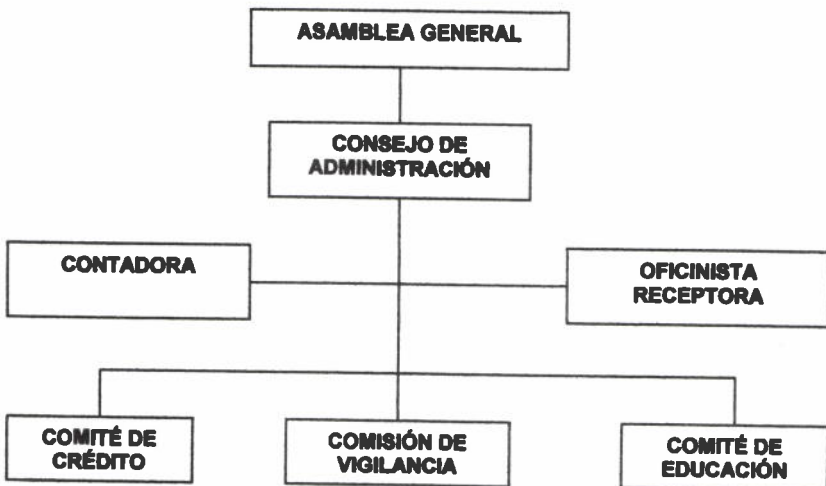 ASAMBLEA GENERAL
CONSEJO DE
ADMINISTRACIÓN
CONTADORA
OFICINISTA
RECEPTORA
COMITÉ DE
CRÉDITO
COMISIÓN DE
VIGILANCIA
COMITÉ DE
EDUCACIÓN